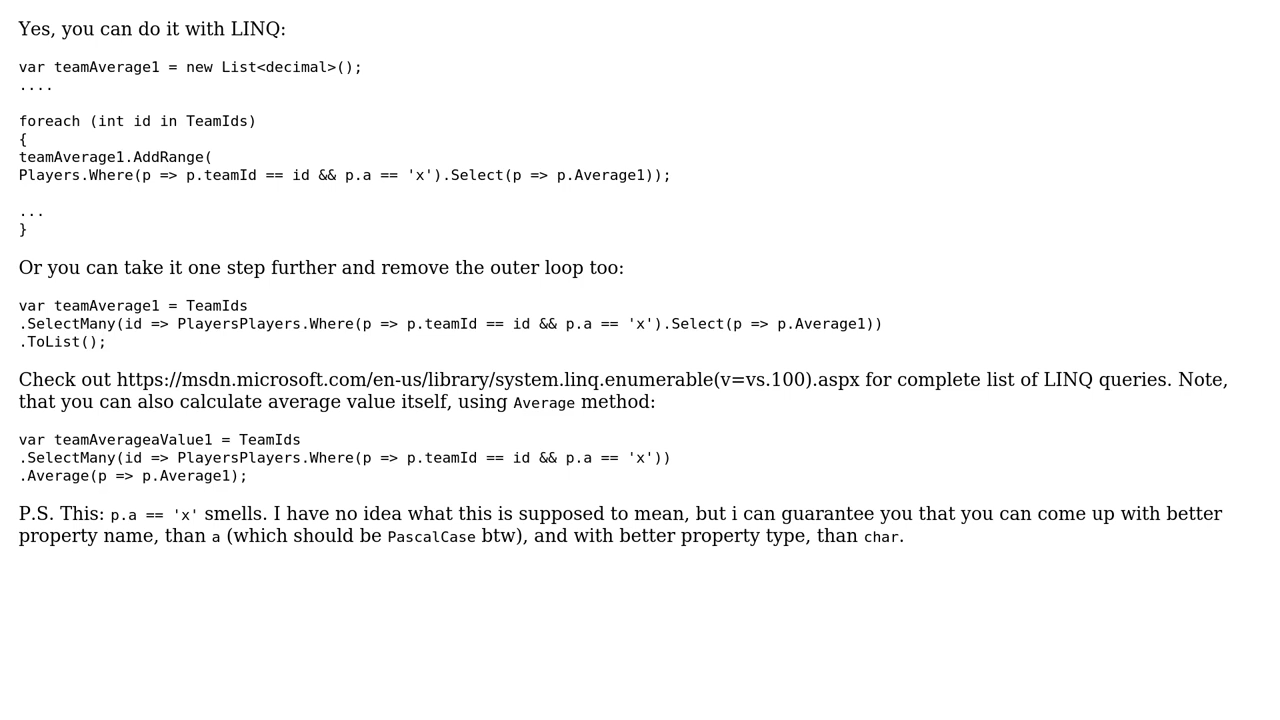 Yes, you can do it with LINQ:
var teamAverage1 = new List<decimal>();
....
foreach (int id in TeamIds)
{
teamAverage1.AddRange(
Players.Where(p => p.teamId == id && p.a == 'x').Select(p => p.Average1));
...
}
Or you can take it one step further and remove the outer loop too:
var teamAverage1 = TeamIds
.SelectMany(id => PlayersPlayers.Where(p => p.teamId == id && p.a == 'x').Select(p => p.Average1))
.ToList();
Check out https://msdn.microsoft.com/en-us/library/system.linq.enumerable(v=vs.100).aspx for complete list of LINQ queries. Note,
that you can also calculate average value itself, using Average method:
var teamAverageaValue1 = TeamIds
.SelectMany(id => PlayersPlayers.Where(p => p.teamId == id && p.a == 'x'))
.Average(p => p.Average1);
P.S. This: p.a == 'x' smells. I have no idea what this is supposed to mean, but i can guarantee you that you can come up with better
property name, than a (which should be PascalCase btw), and with better property type, than char.